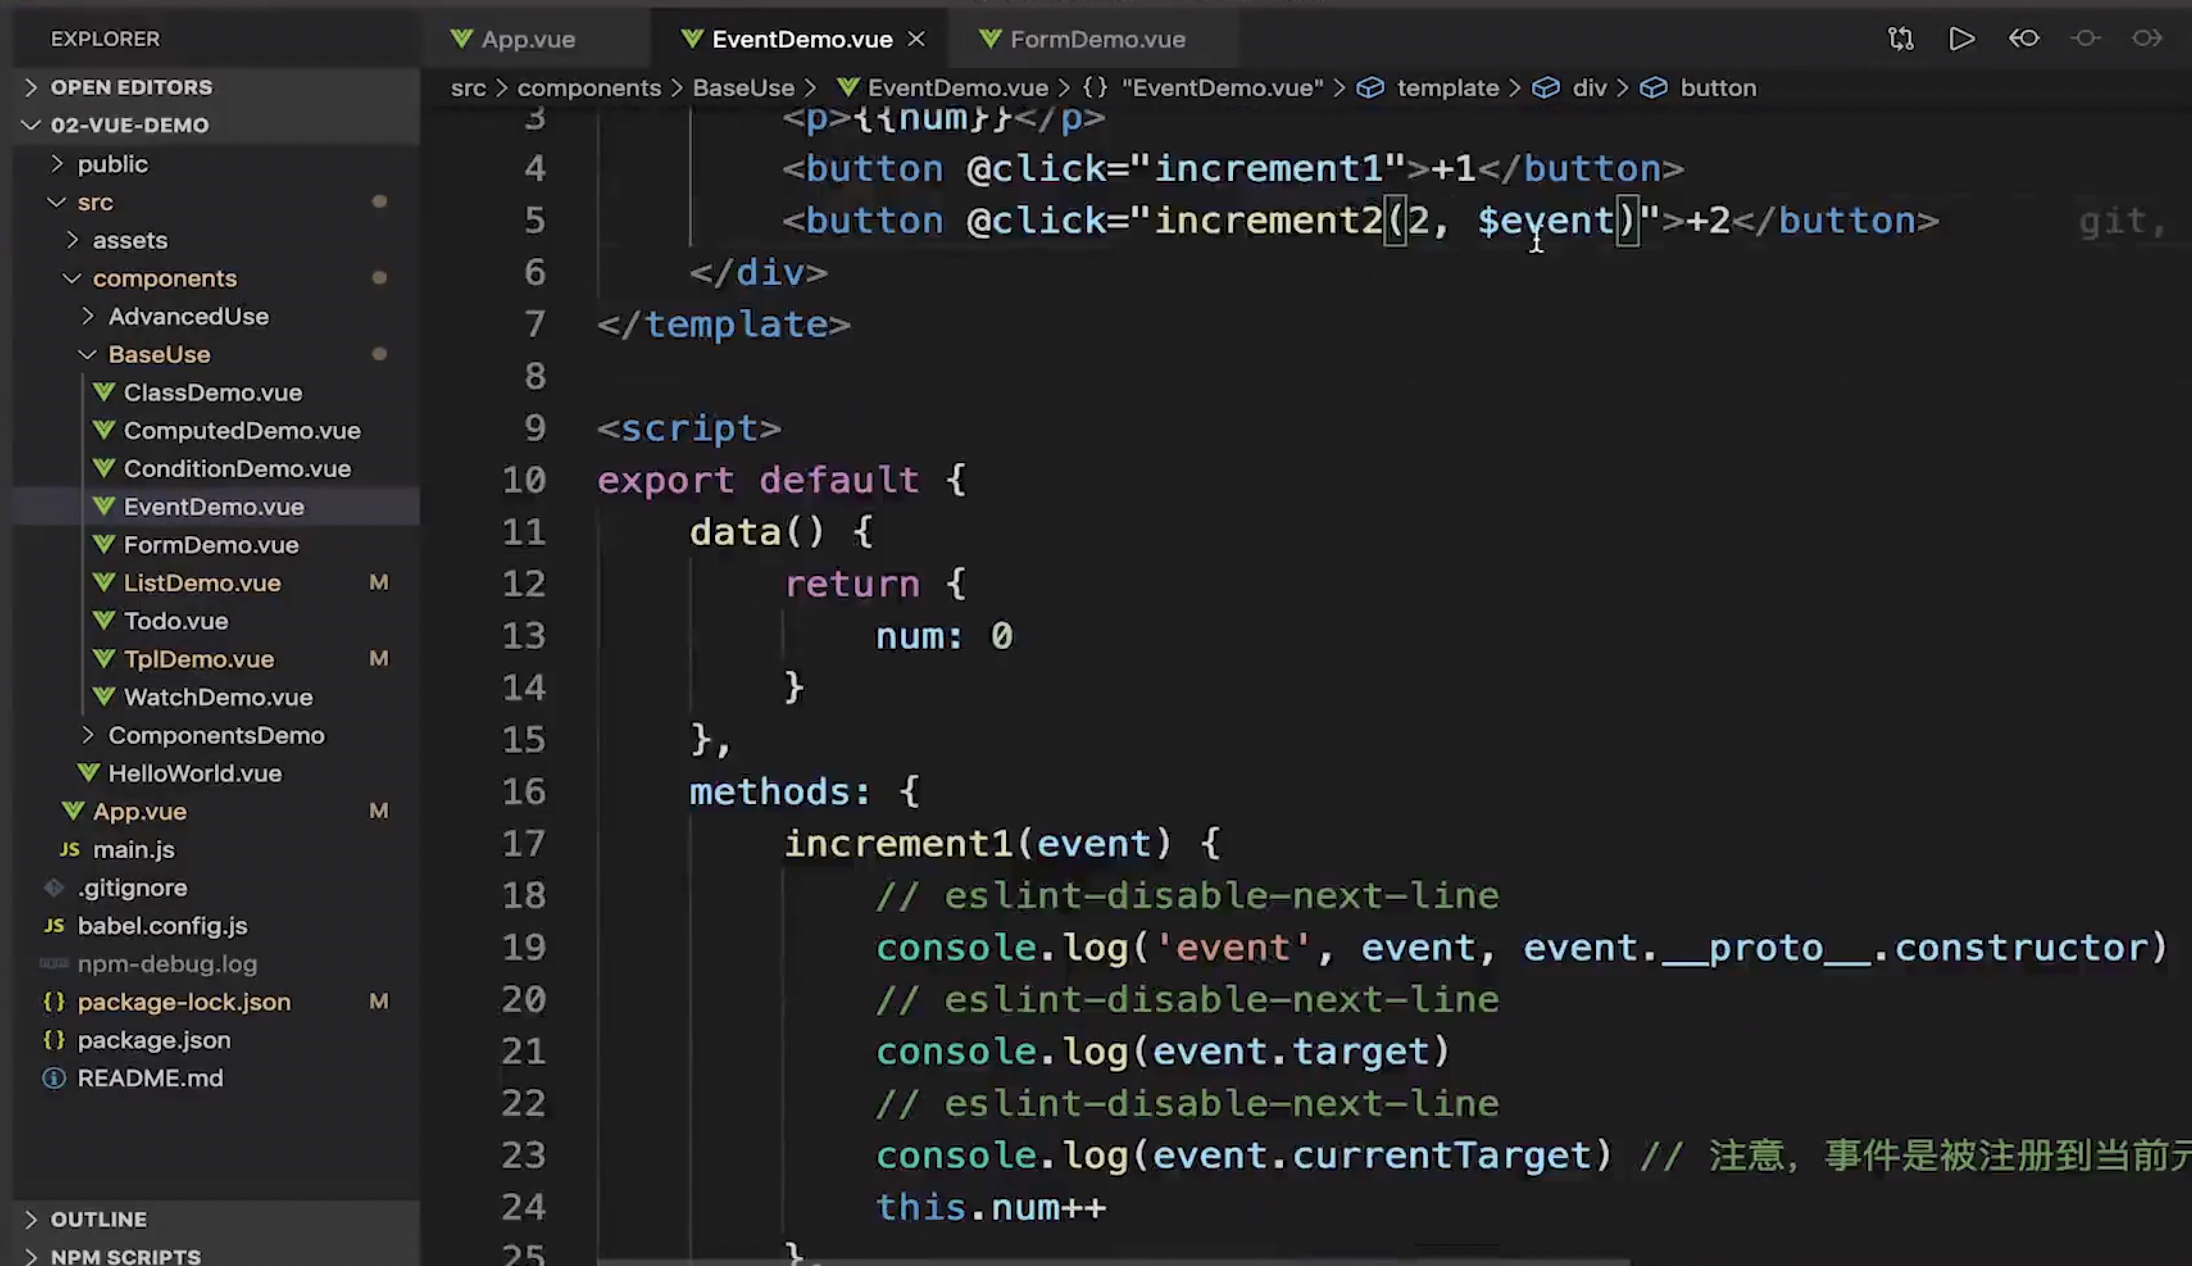 EXPLORER
OPEN EDITORS
02-VUE-DEMO
public
src
assets
components
AdvancedUse
BaseUse
ClassDemo.vue
ComputedDemo.vue
ConditionDemo.vue
EventDemo.vue
FormDemo.vue
ListDemo.vue M
Todo.vue
TplDemo.vue M
WatchDemo.vue
ComponentsDemo
HelloWorld.vue
App.vue M
JS main.js
.gitignore
JS babel.config.js
npm-debug.log
{} package-lock.json M
{} package.json
README.md
OUTLINE
NPM SCRIPTS
App.vue EventDemo.vue × FormDemo.vue
src > components > BaseUse > EventDemo.vue > {} "EventDemo.vue" > template > div > button
3 <p>{{num}}</p>
4 <button @click="increment1">+1</button>
5 <button @click="increment2(2, $event)">+2</button> git,
6 </div>
7 </template>
8
9 <script>
10 export default {
11 data() {
12 return {
13 num: 0
14 }
15 },
16 methods: {
17 increment1(event) {
18 // eslint-disable-next-line
19 console.log('event', event, event.__proto__.constructor)
20 // eslint-disable-next-line
21 console.log(event.target)
22 // eslint-disable-next-line
23 console.log(event.currentTarget) // 注意，事件是被注册到当前元
24 this.num++
25 },